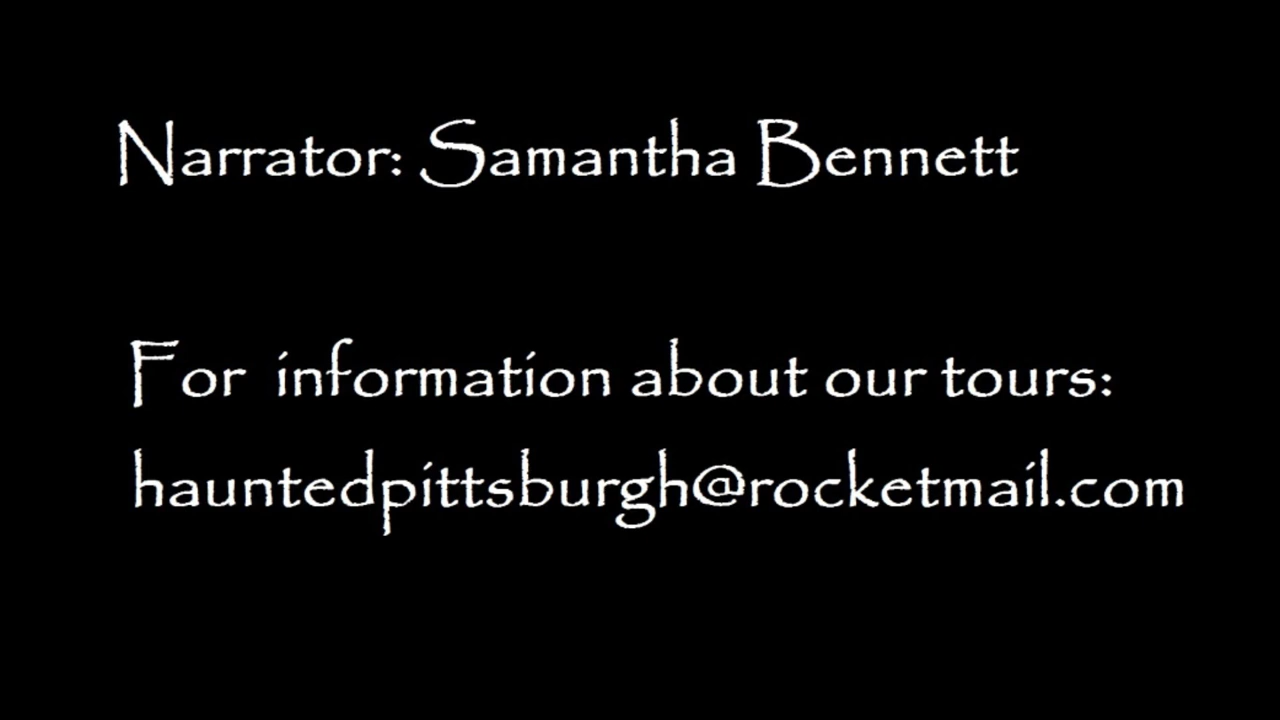 Narrator: Samantha Bennett
For information about our tours:
hauntedpittsburgh@rocketmail.com